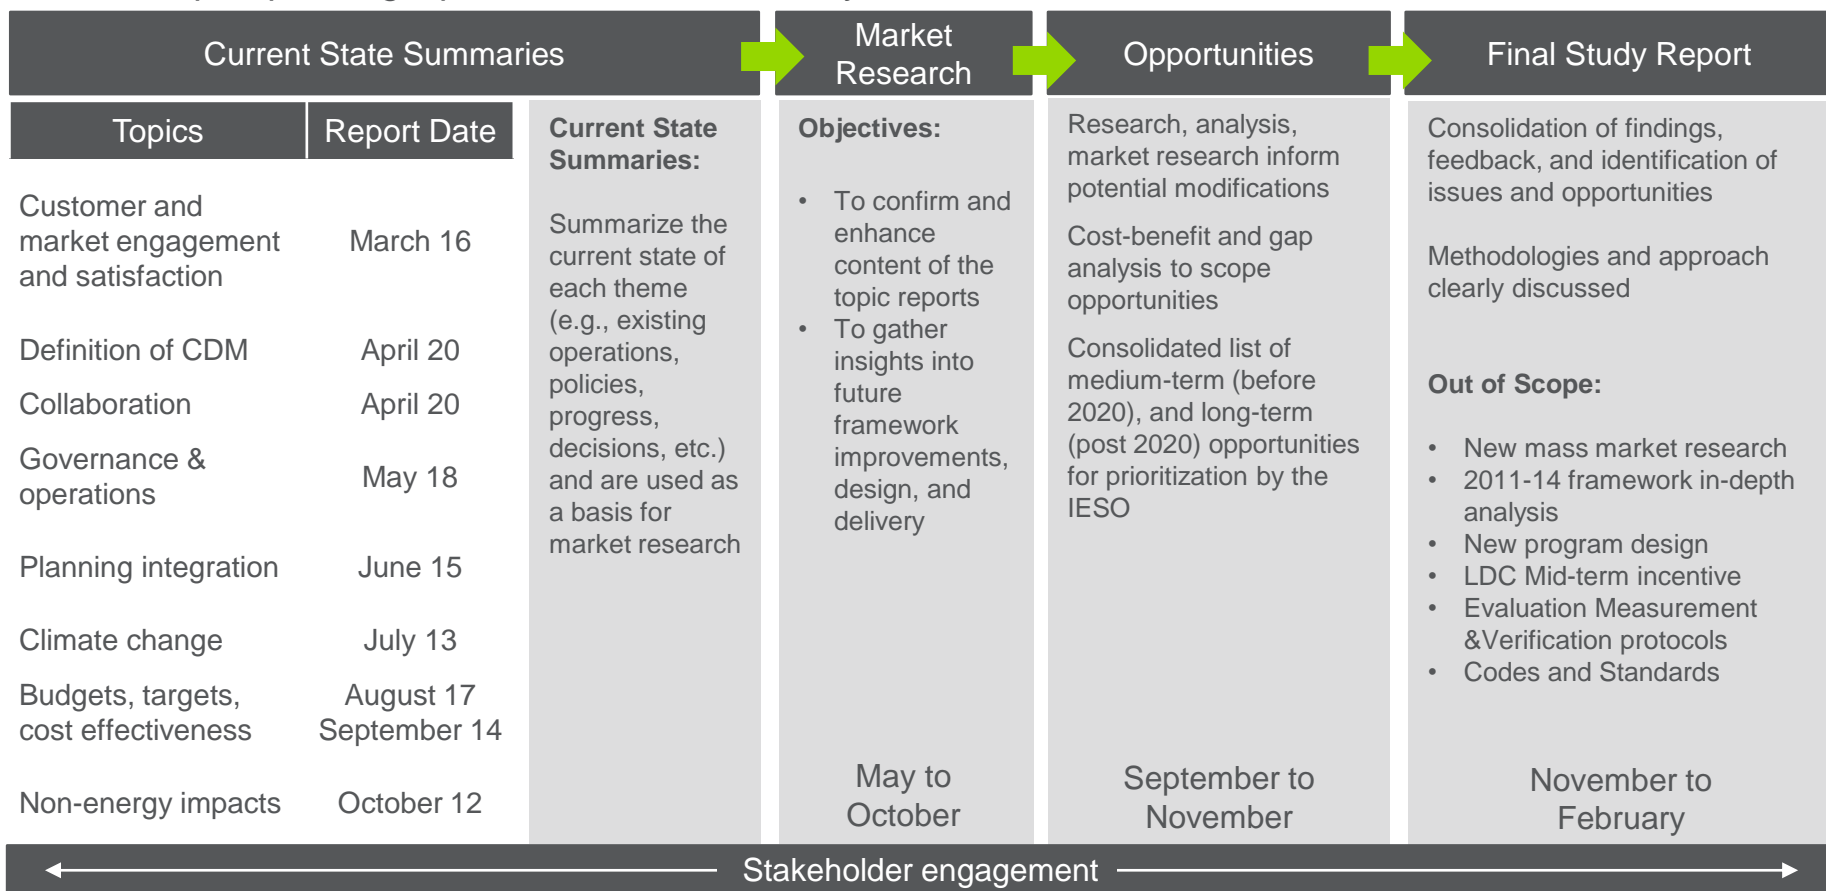 Current State Summaries
Market
Research
Opportunities
Final Study Report
Topics
Report Date
Customer and
market engagement
and satisfaction
March 16
Definition of CDM
April 20
Collaboration
April 20
Governance &
operations
May 18
Planning integration
June 15
Climate change
July 13
Budgets, targets,
cost effectiveness
August 17
September 14
Non-energy impacts
October 12
Current State
Summaries:
Summarize the
current state of
each theme
(e.g., existing
operations,
policies,
progress,
decisions, etc.)
and are used as
a basis for
market research
Objectives:
• To confirm and
enhance
content of the
topic reports
• To gather
insights into
future
framework
improvements,
design, and
delivery
May to
October
Research, analysis,
market research inform
potential modifications
Cost-benefit and gap
analysis to scope
opportunities
Consolidated list of
medium-term (before
2020), and long-term
(post 2020) opportunities
for prioritization by the
IESO
September to
November
Consolidation of findings,
feedback, and identification of
issues and opportunities
Methodologies and approach
clearly discussed
Out of Scope:
• New mass market research
• 2011-14 framework in-depth
analysis
• New program design
• LDC Mid-term incentive
• Evaluation Measurement
&Verification protocols
• Codes and Standards
November to
February
Stakeholder engagement